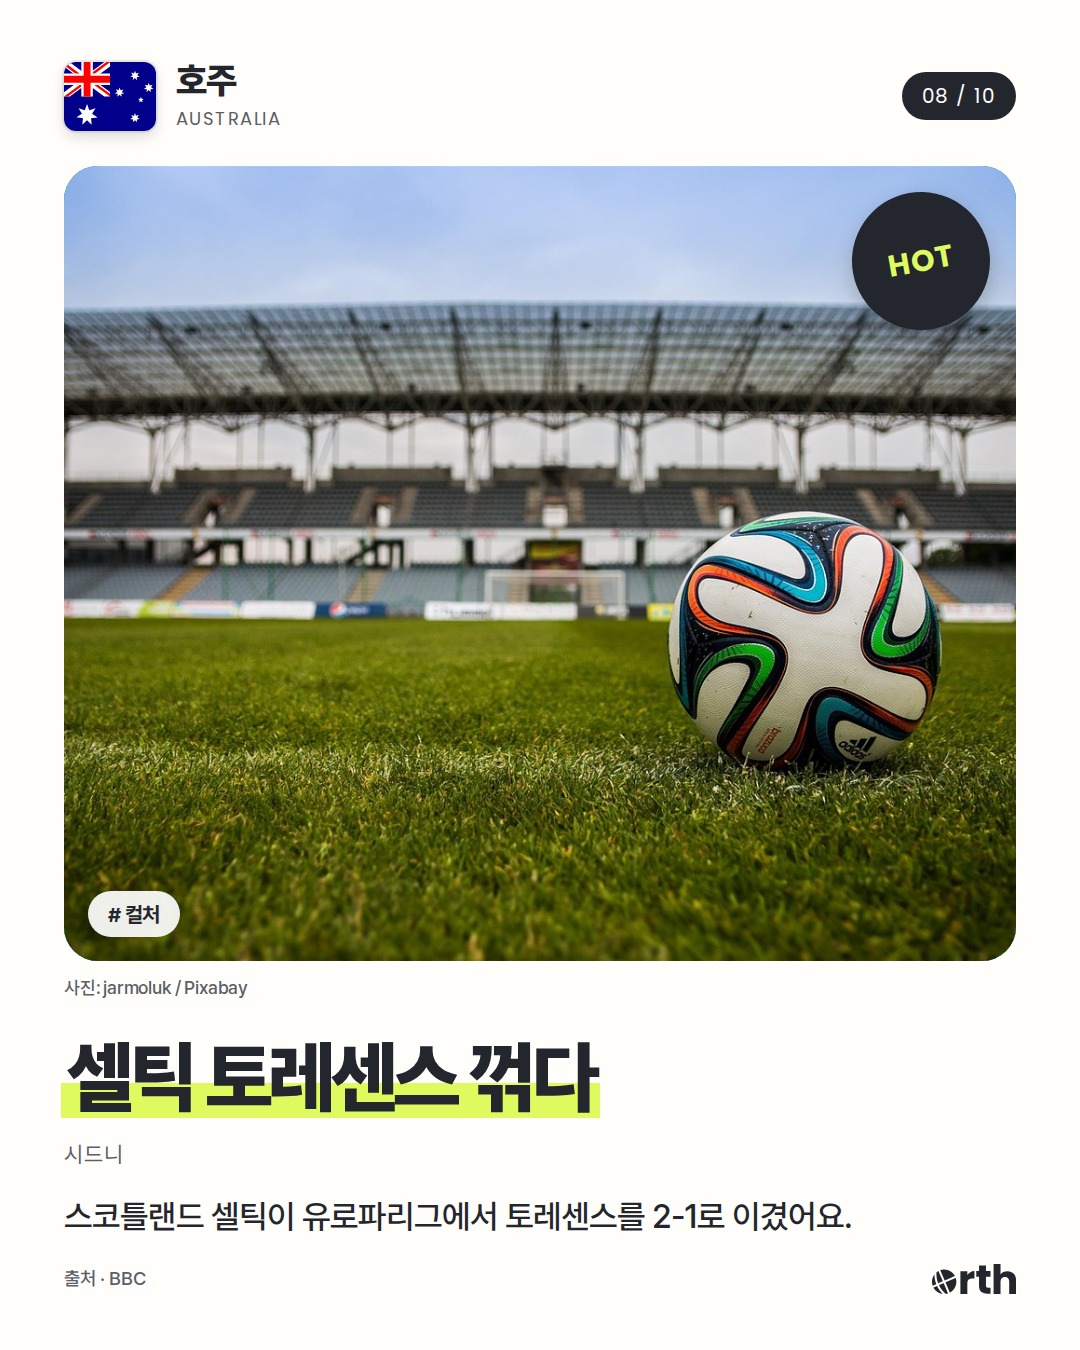 호주
AUSTRALIA
08 / 10
HOT
brazuca
adidas
# 컬처
사진: jarmoluk / Pixabay
셀틱 토레센스 꺾다
시드니
스코틀랜드 셀틱이 유로파리그에서 토레센스를 2-1로 이겼어요.
출처 · BBC
orth